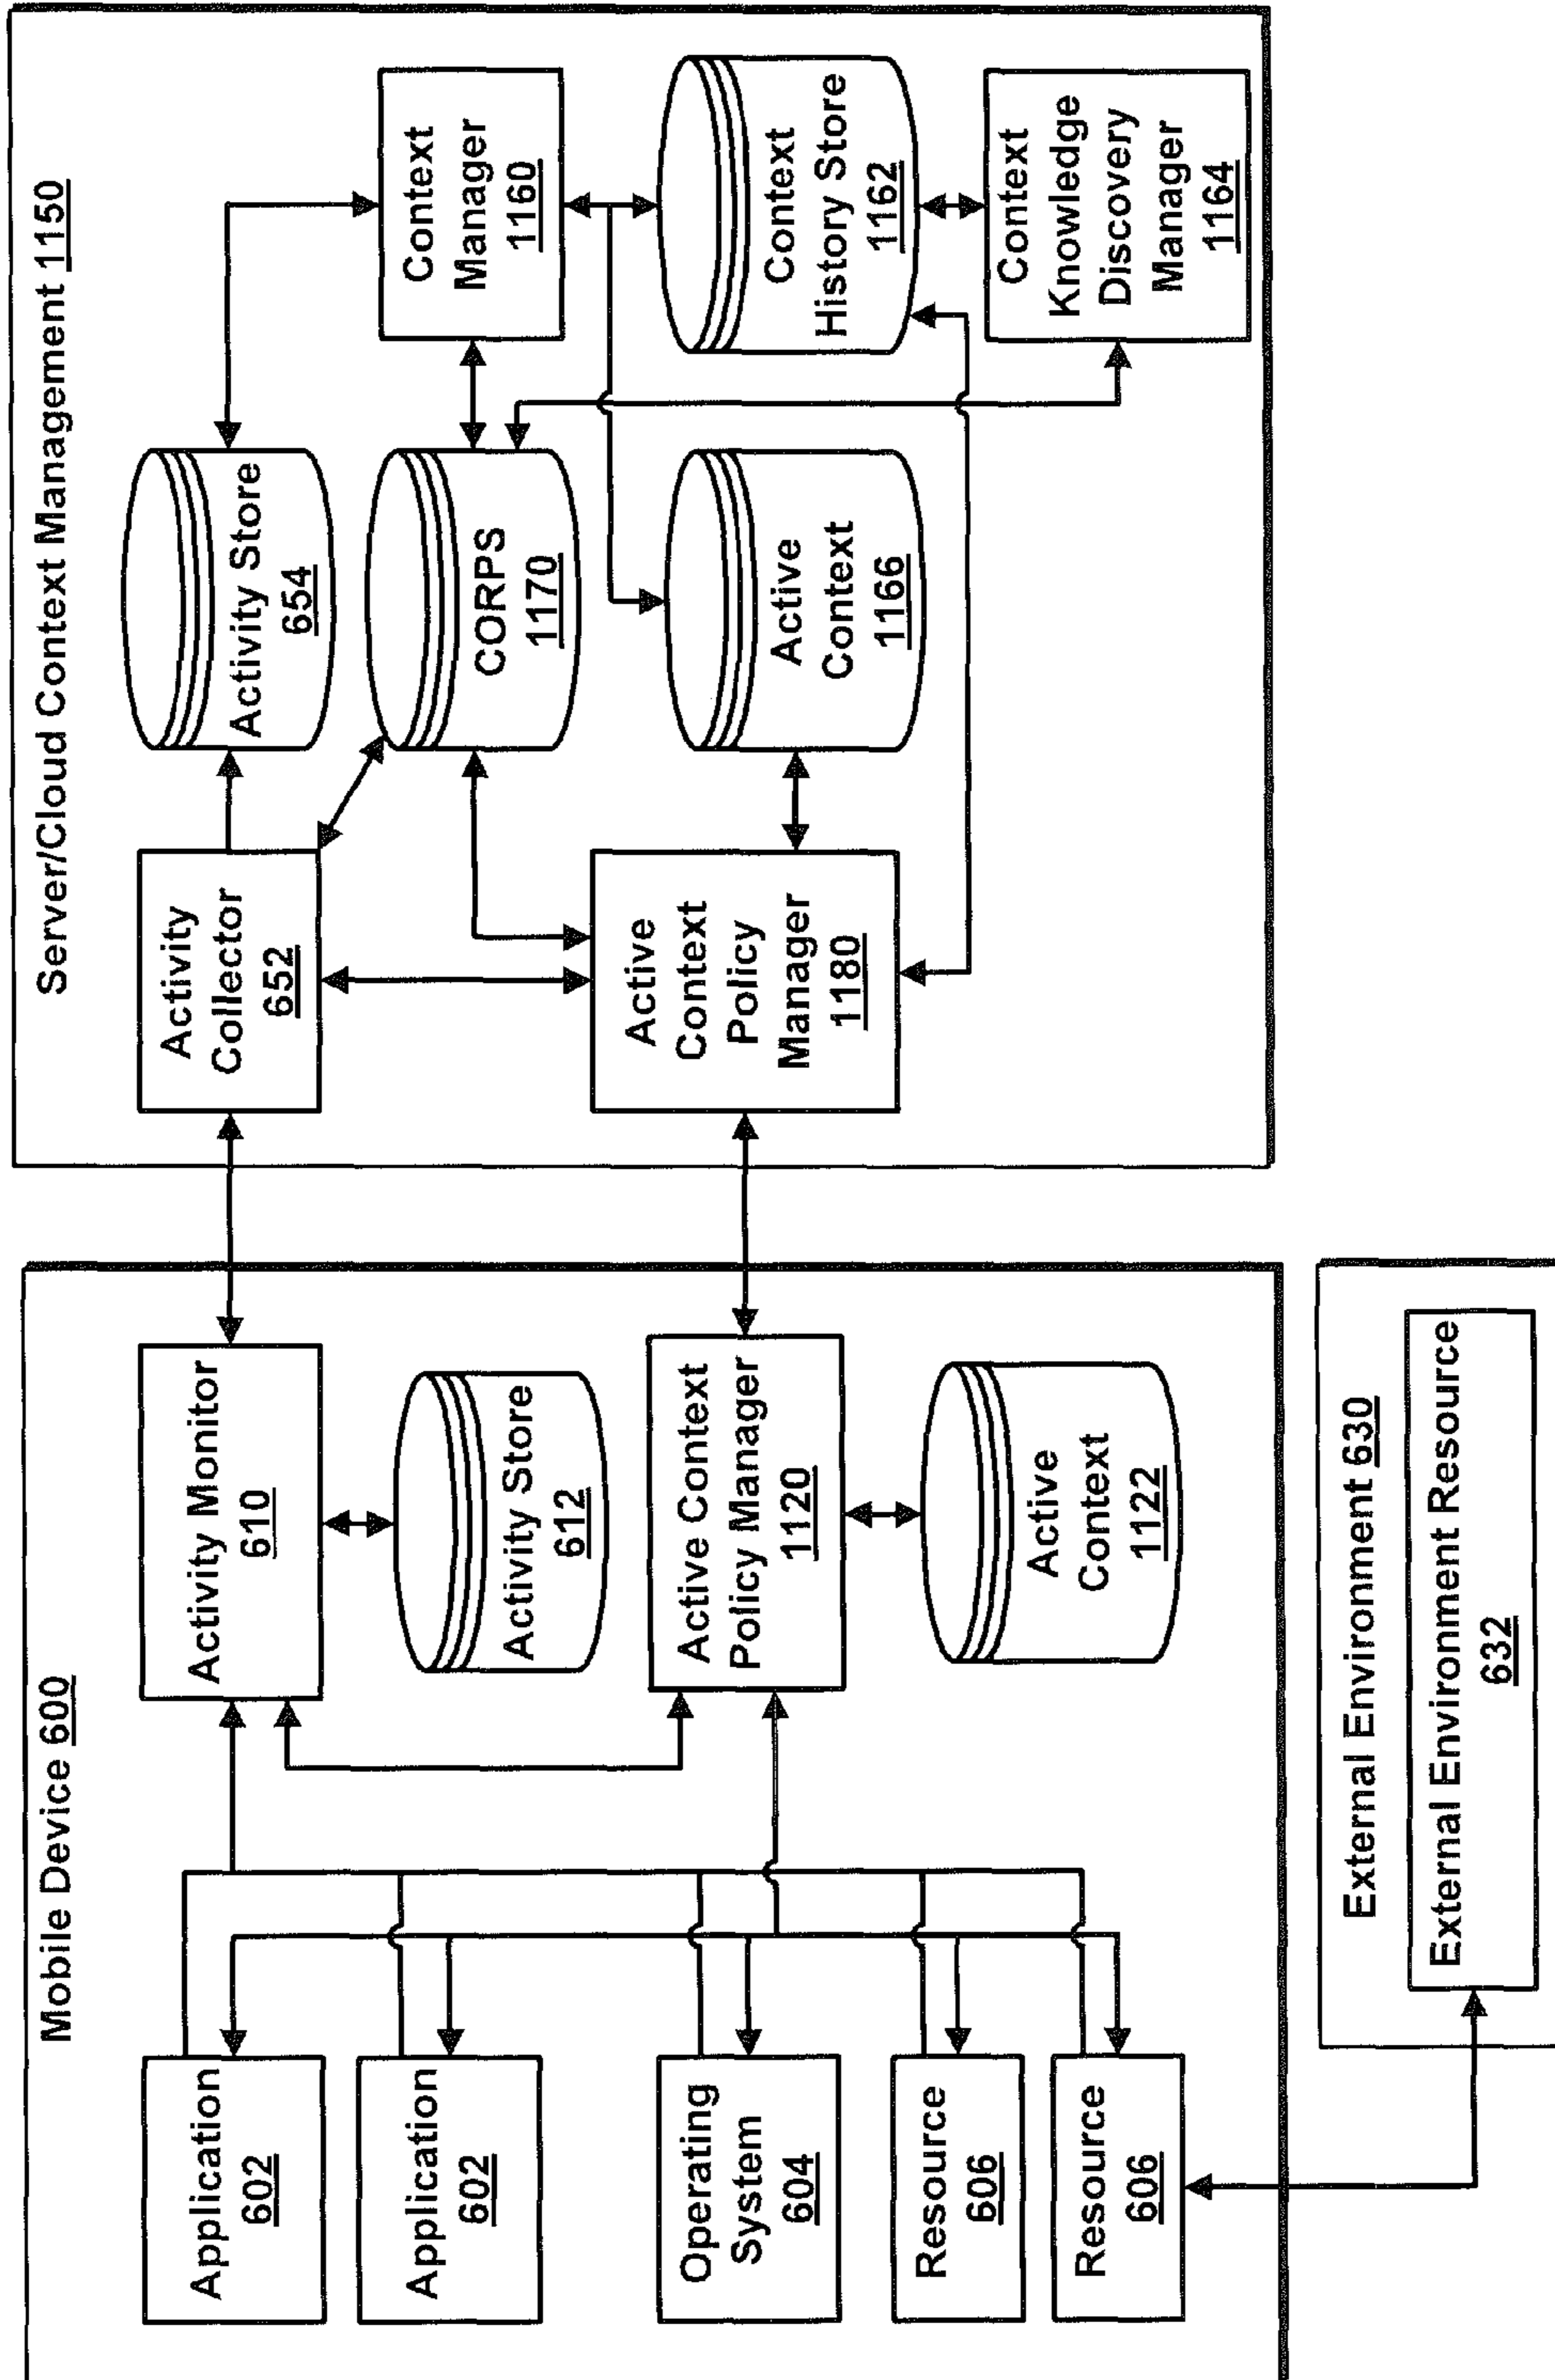 Mobile Device 600
Application
602
Application
602
Operating
System
604
Resource
606
Resource
606
Activity Monitor
610
Activity Store
612
Active Context
Policy Manager
1120
Active
Context
1122
External Environment 630
External Environment Resource
632
Server/Cloud Context Management 1150
Activity
Collector
652
Active
Context
Policy
Manager
1180
Activity Store
654
CORPS
1170
Active
Context
1166
Context
Manager
1160
Context
History Store
1162
Context
Knowledge
Discovery
Manager
1164